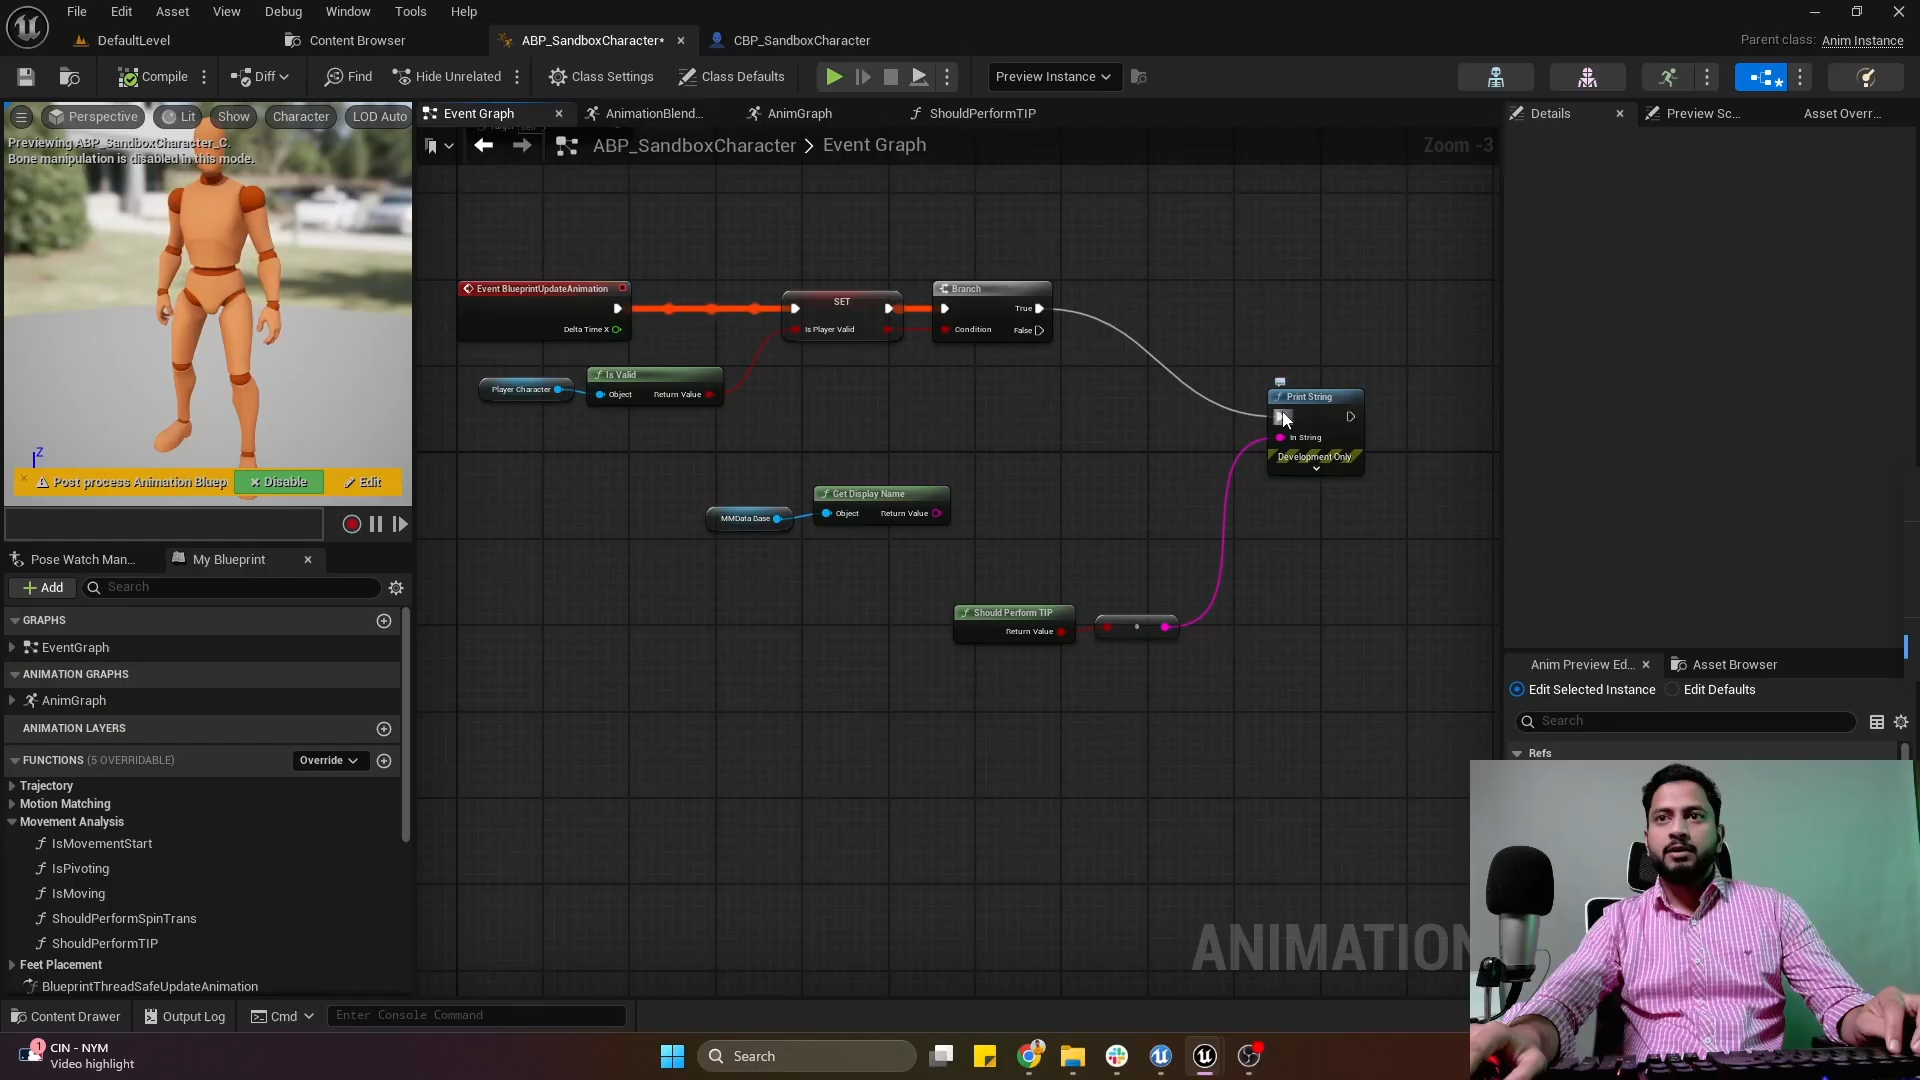 File Edit Asset View Debug Window Tools Help
DefaultLevel
Content Browser
ABP_SandboxCharacter*
CBP_SandboxCharacter
Parent class: Anim Instance
Compile
Diff
Find
Hide Unrelated
Class Settings
Class Defaults
Preview Instance
Perspective
Lit
Show
Character
LOD Auto
Previewing ABP_SandboxCharacter_C.
Bone manipulation is disabled in this mode.
Z
Post process Animation Bluep
Disable
Edit
Event Graph
AnimationBlend...
AnimGraph
ShouldPerformTIP
ABP_SandboxCharacter > Event Graph
Zoom -3
Event BlueprintUpdateAnimation
Delta Time X
SET
Is Player Valid
Branch
True
Condition
False
Player Character
Is Valid
Object
Return Value
Print String
In String
Development Only
MMData Base
Get Display Name
Object
Return Value
Should Perform TIP
Return Value
ANIMATION
Pose Watch Man...
My Blueprint
Add
Search
GRAPHS
EventGraph
ANIMATION GRAPHS
AnimGraph
ANIMATION LAYERS
FUNCTIONS (5 OVERRIDABLE)
Override
Trajectory
Motion Matching
Movement Analysis
IsMovementStart
IsPivoting
IsMoving
ShouldPerformSpinTrans
ShouldPerformTIP
Feet Placement
BlueprintThreadSafeUpdateAnimation
Details
Preview Sc...
Asset Overr...
Anim Preview Ed...
Asset Browser
Edit Selected Instance
Edit Defaults
Search
Refs
Content Drawer
Output Log
Cmd
Enter Console Command
1
CIN - NYM
Video highlight
Search